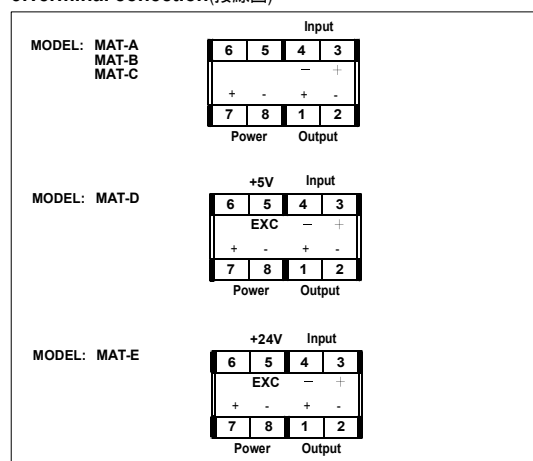 Input
MODEL: MAT-A
MAT-B
MAT-C
6 5 4 3
− +
+ - + -
7 8 1 2
Power Output
+5V Input
MODEL: MAT-D
6 5 4 3
EXC − +
+ - + -
7 8 1 2
Power Output
+24V Input
MODEL: MAT-E
6 5 4 3
EXC − +
+ - + -
7 8 1 2
Power Output